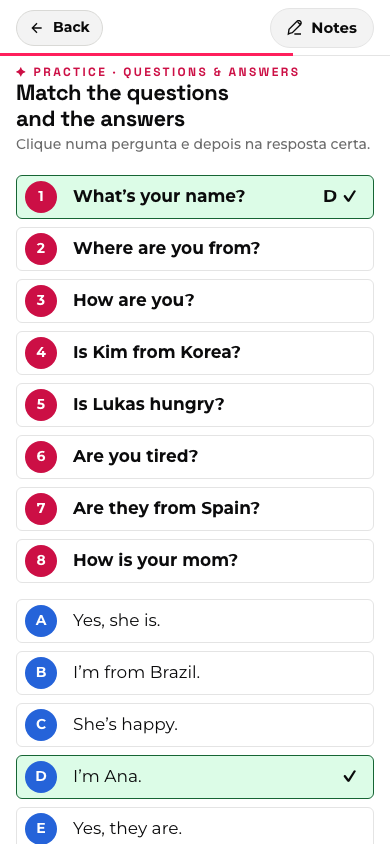 Back
Notes
PRACTICE · QUESTIONS & ANSWERS
Match the questions
and the answers
Clique numa pergunta e depois na resposta certa.
1 What's your name? D ✓
2 Where are you from?
3 How are you?
4 Is Kim from Korea?
5 Is Lukas hungry?
6 Are you tired?
7 Are they from Spain?
8 How is your mom?
A Yes, she is.
B I'm from Brazil.
C She's happy.
D I'm Ana. ✓
E Yes, they are.